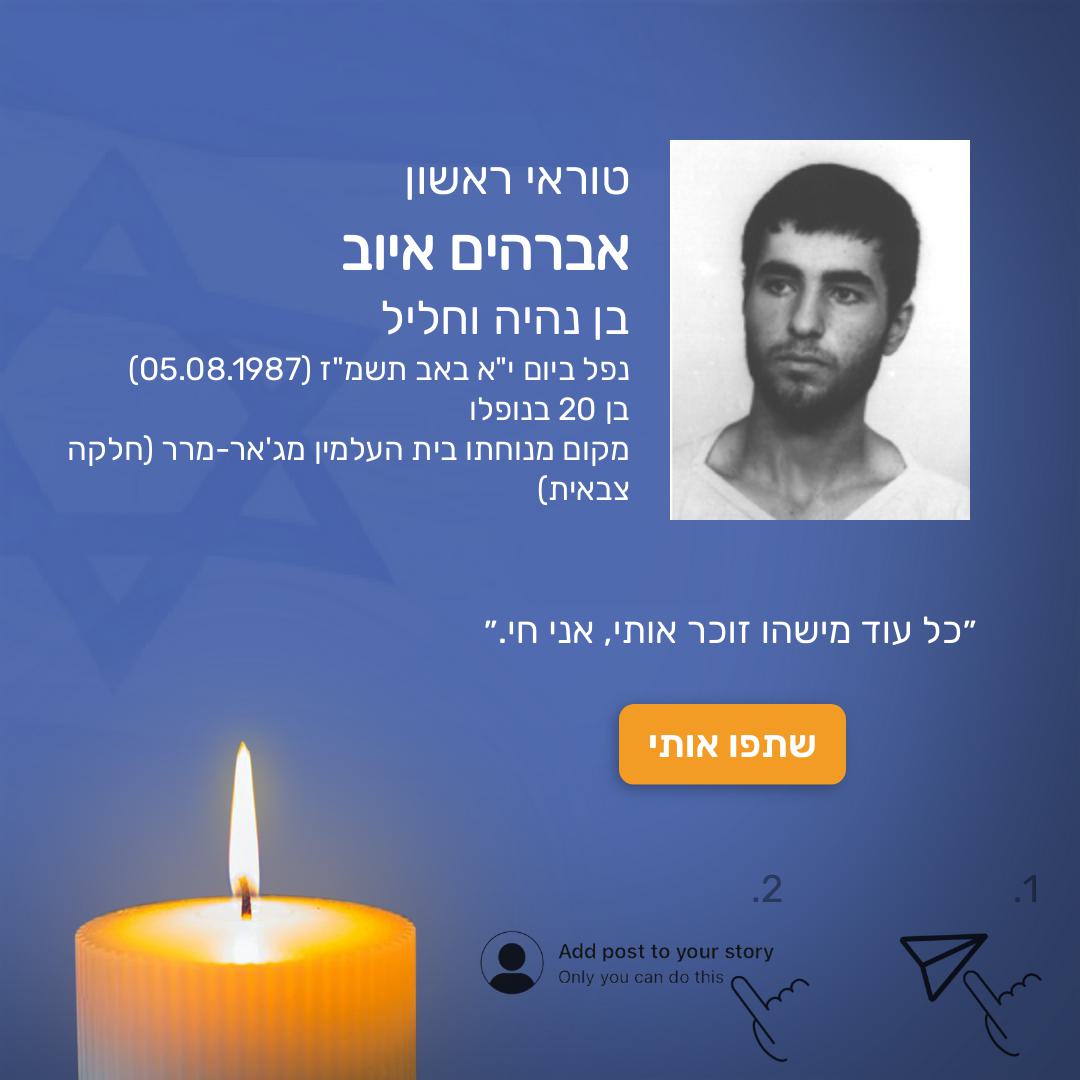 טוראי ראשון
אברהים איוב
בן נהיה וחליל
נפל ביום י"א באב תשמ"ז (05.08.1987)
בן 20 בנופלו
מקום מנוחתו בית העלמין מג'אר-מרר (חלקה
צבאית)
״כל עוד מישהו זוכר אותי, אני חי.״
שתפו אותי
.1
.2
Add post to your story
Only you can do this